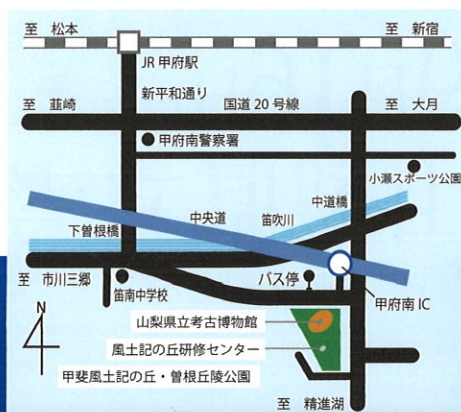 至 松本
至 新宿
JR 甲府駅
新平和通り
至 韮崎
国道 20 号線
至 大月
甲府南警察署
小瀬スポーツ公園
中道橋
笛吹川
中央道
下曽根橋
至 市川三郷
笛南中学校
バス停
甲府南 IC
N
山梨県立考古博物館
風土記の丘研修センター
甲斐風土記の丘・曽根丘陵公園
至 精進湖